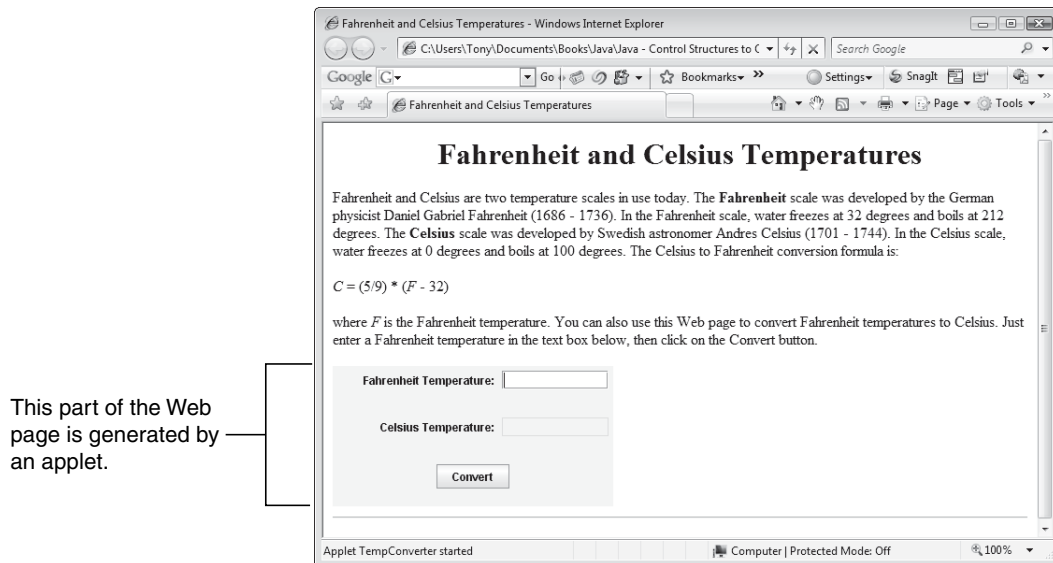 Fahrenheit and Celsius Temperatures - Windows Internet Explorer
C:\Users\Tony\Documents\Books\Java\Java - Control Structures to C
Search Google
Google G
Go
Bookmarks
Settings
SnagIt
Fahrenheit and Celsius Temperatures
Page
Tools
Fahrenheit and Celsius Temperatures
Fahrenheit and Celsius are two temperature scales in use today. The Fahrenheit scale was developed by the German
physicist Daniel Gabriel Fahrenheit (1686 - 1736). In the Fahrenheit scale, water freezes at 32 degrees and boils at 212
degrees. The Celsius scale was developed by Swedish astronomer Andres Celsius (1701 - 1744). In the Celsius scale,
water freezes at 0 degrees and boils at 100 degrees. The Celsius to Fahrenheit conversion formula is:
C = (5/9) * (F - 32)
where F is the Fahrenheit temperature. You can also use this Web page to convert Fahrenheit temperatures to Celsius. Just
enter a Fahrenheit temperature in the text box below, then click on the Convert button.
Fahrenheit Temperature:
Celsius Temperature:
Convert
This part of the Web
page is generated by
an applet.
Applet TempConverter started
Computer | Protected Mode: Off
100%